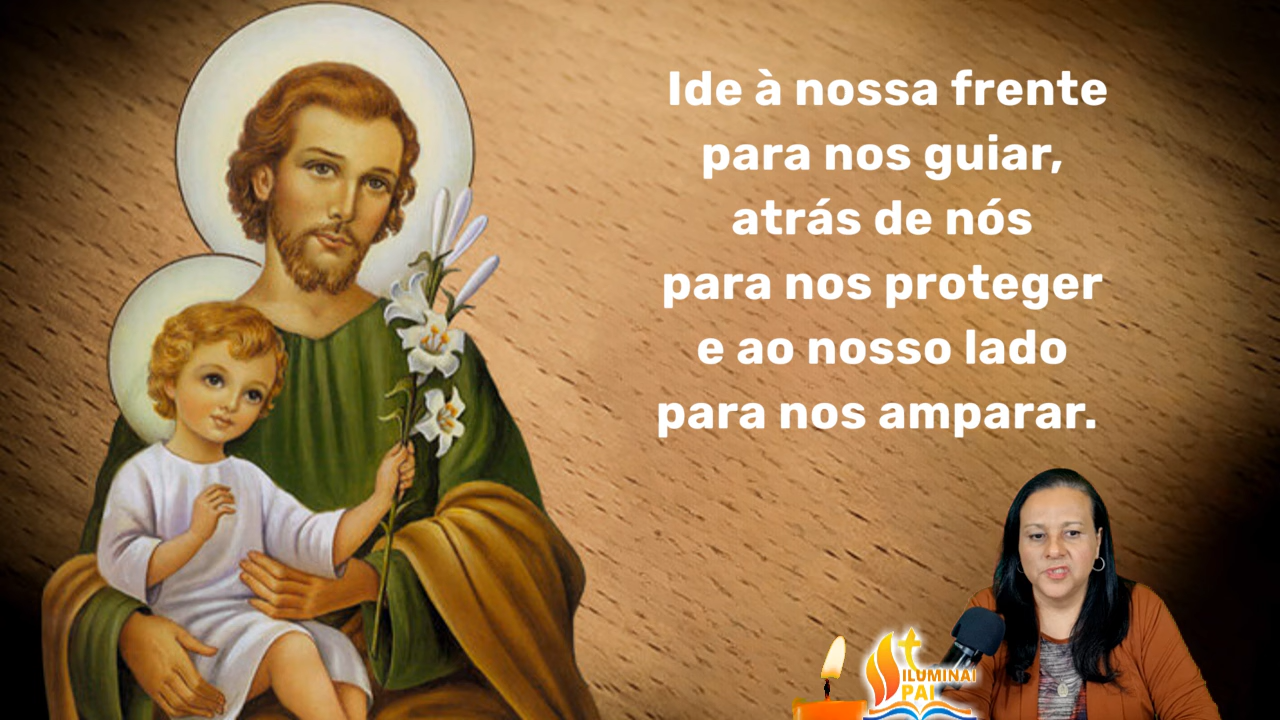 Ide à nossa frente
para nos guiar,
atrás de nós
para nos proteger
e ao nosso lado
para nos amparar.
ILUMINAI
PAI